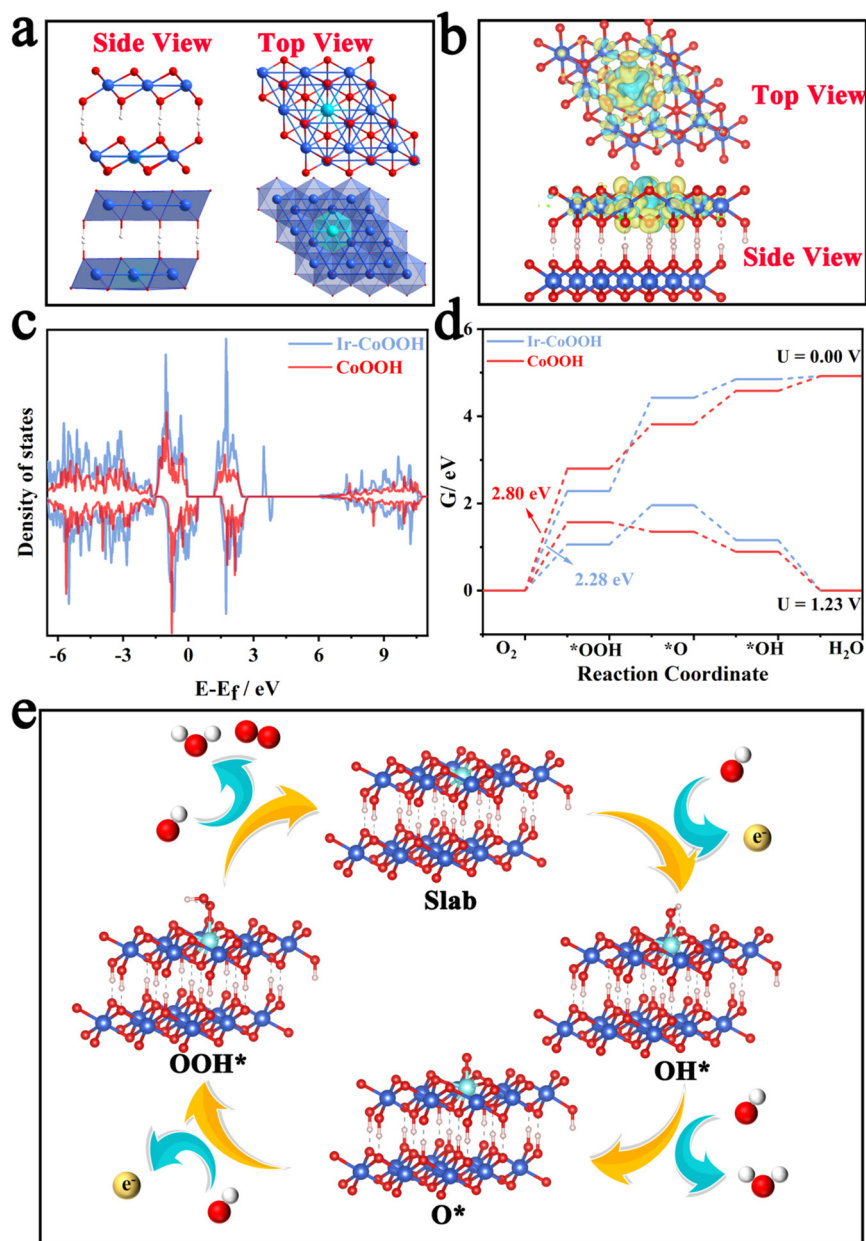 a
Side View
Top View
b
Top View
Side View
c
Ir-CoOOH
CoOOH
Density of states
-6 -3 0 3 6 9
E-Ef / eV
d
6
4
2
0
G/ eV
Ir-CoOOH
CoOOH
U = 0.00 V
2.80 eV
2.28 eV
U = 1.23 V
O2 *OOH *O *OH H2O
Reaction Coordinate
e
Slab
e-
OOH*
OH*
e-
O*